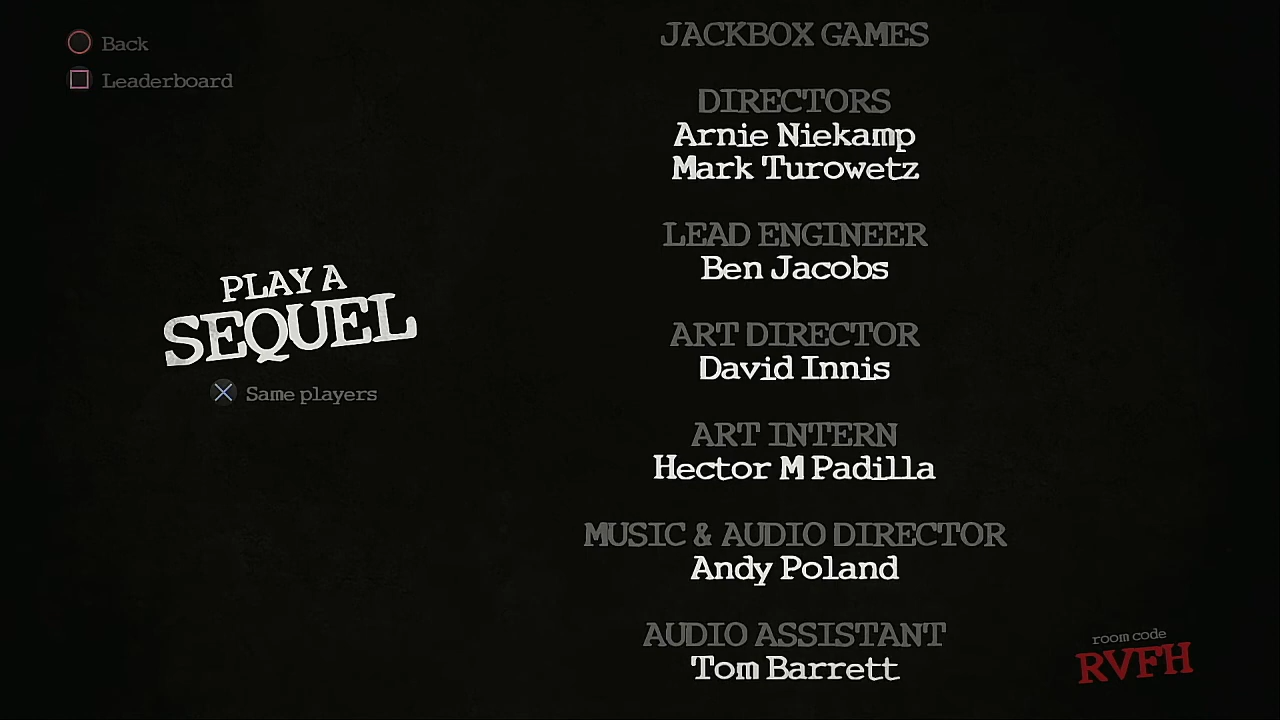 Back
Leaderboard
PLAY A
SEQUEL
Same players
JACKBOX GAMES
DIRECTORS
Arnie Niekamp
Mark Turowetz
LEAD ENGINEER
Ben Jacobs
ART DIRECTOR
David Innis
ART INTERN
Hector M Padilla
MUSIC & AUDIO DIRECTOR
Andy Poland
AUDIO ASSISTANT
Tom Barrett
room code
RVFH